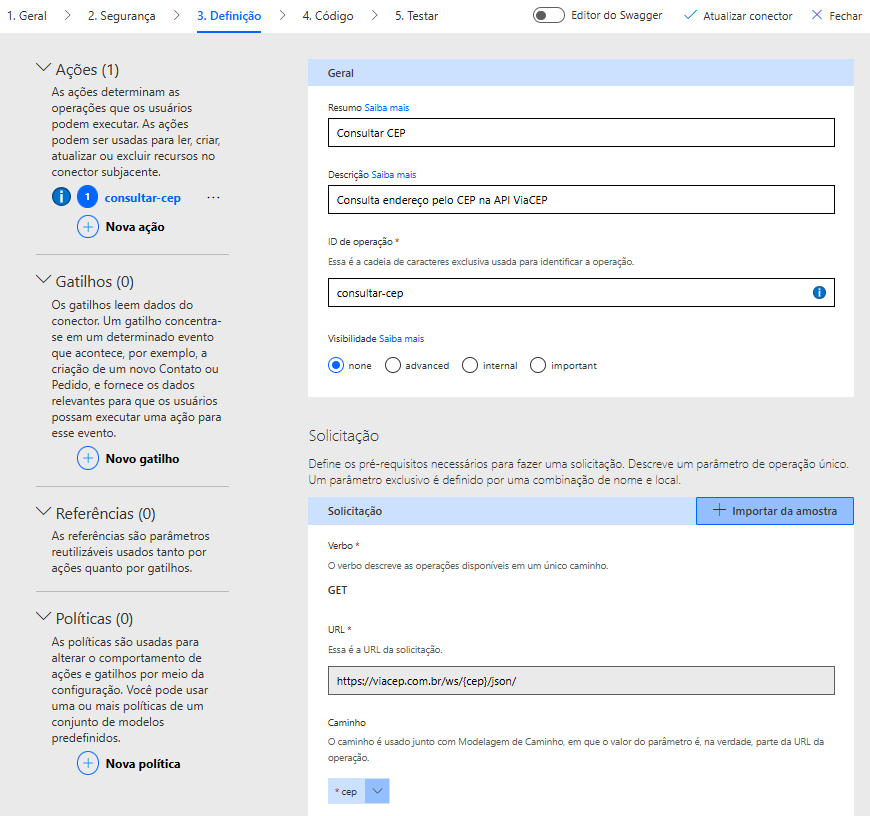 1. Geral
2. Segurança
3. Definição
4. Código
5. Testar
Editor do Swagger
Atualizar conector
Fechar
Ações (1)
As ações determinam as
operações que os usuários
podem executar. As ações
podem ser usadas para ler, criar,
atualizar ou excluir recursos no
conector subjacente.
1 consultar-cep ...
Nova ação
Gatilhos (0)
Os gatilhos leem dados do
conector. Um gatilho concentra-
se em um determinado evento
que acontece, por exemplo, a
criação de um novo Contato ou
Pedido, e fornece os dados
relevantes para que os usuários
possam executar uma ação para
esse evento.
Novo gatilho
Referências (0)
As referências são parâmetros
reutilizáveis usados tanto por
ações quanto por gatilhos.
Políticas (0)
As políticas são usadas para
alterar o comportamento de
ações e gatilhos por meio da
configuração. Você pode usar
uma ou mais políticas de um
conjunto de modelos
predefinidos.
Nova política
Geral
Resumo Saiba mais
Consultar CEP
Descrição Saiba mais
Consulta endereço pelo CEP na API ViaCEP
ID de operação *
Essa é a cadeia de caracteres exclusiva usada para identificar a operação.
consultar-cep
Visibilidade Saiba mais
none advanced internal important
Solicitação
Define os pré-requisitos necessários para fazer uma solicitação. Descreve um parâmetro de operação único.
Um parâmetro exclusivo é definido por uma combinação de nome e local.
Solicitação
Importar da amostra
Verbo *
O verbo descreve as operações disponíveis em um único caminho.
GET
URL *
Essa é a URL da solicitação.
https://viacep.com.br/ws/{cep}/json/
Caminho
O caminho é usado junto com Modelagem de Caminho, em que o valor do parâmetro é, na verdade, parte da URL da
operação.
* cep